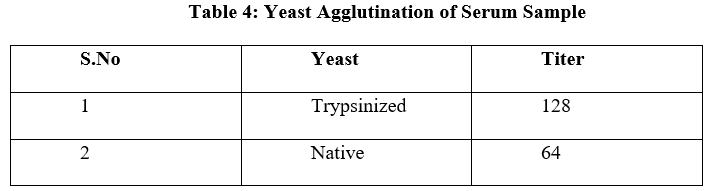 Table 4: Yeast Agglutination of Serum Sample
S.No Yeast Titer
1 Trypsinized 128
2 Native 64